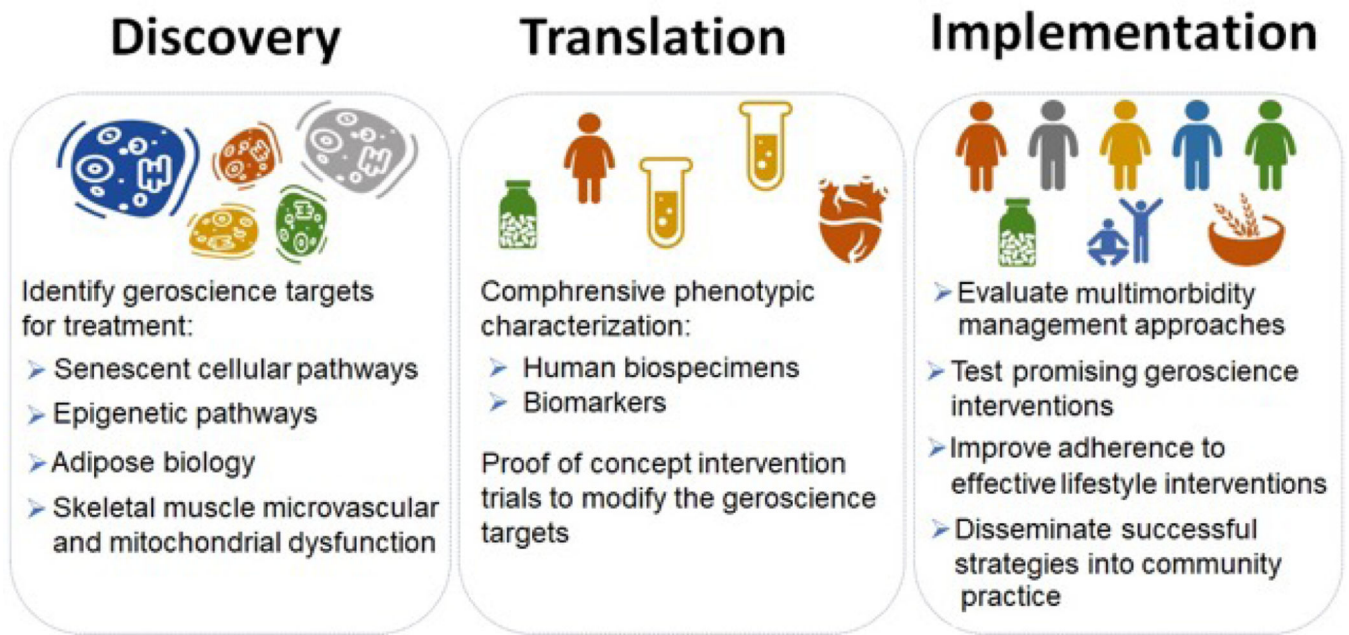 Discovery
Translation
Implementation
Identify geroscience targets
for treatment:
➤ Senescent cellular pathways
➤ Epigenetic pathways
➤ Adipose biology
➤ Skeletal muscle microvascular
and mitochondrial dysfunction
Comphrensive phenotypic
characterization:
➤ Human biospecimens
➤ Biomarkers
Proof of concept intervention
trials to modify the geroscience
targets
➤ Evaluate multimorbidity
management approaches
➤ Test promising geroscience
interventions
➤ Improve adherence to
effective lifestyle interventions
➤ Disseminate successful
strategies into community
practice